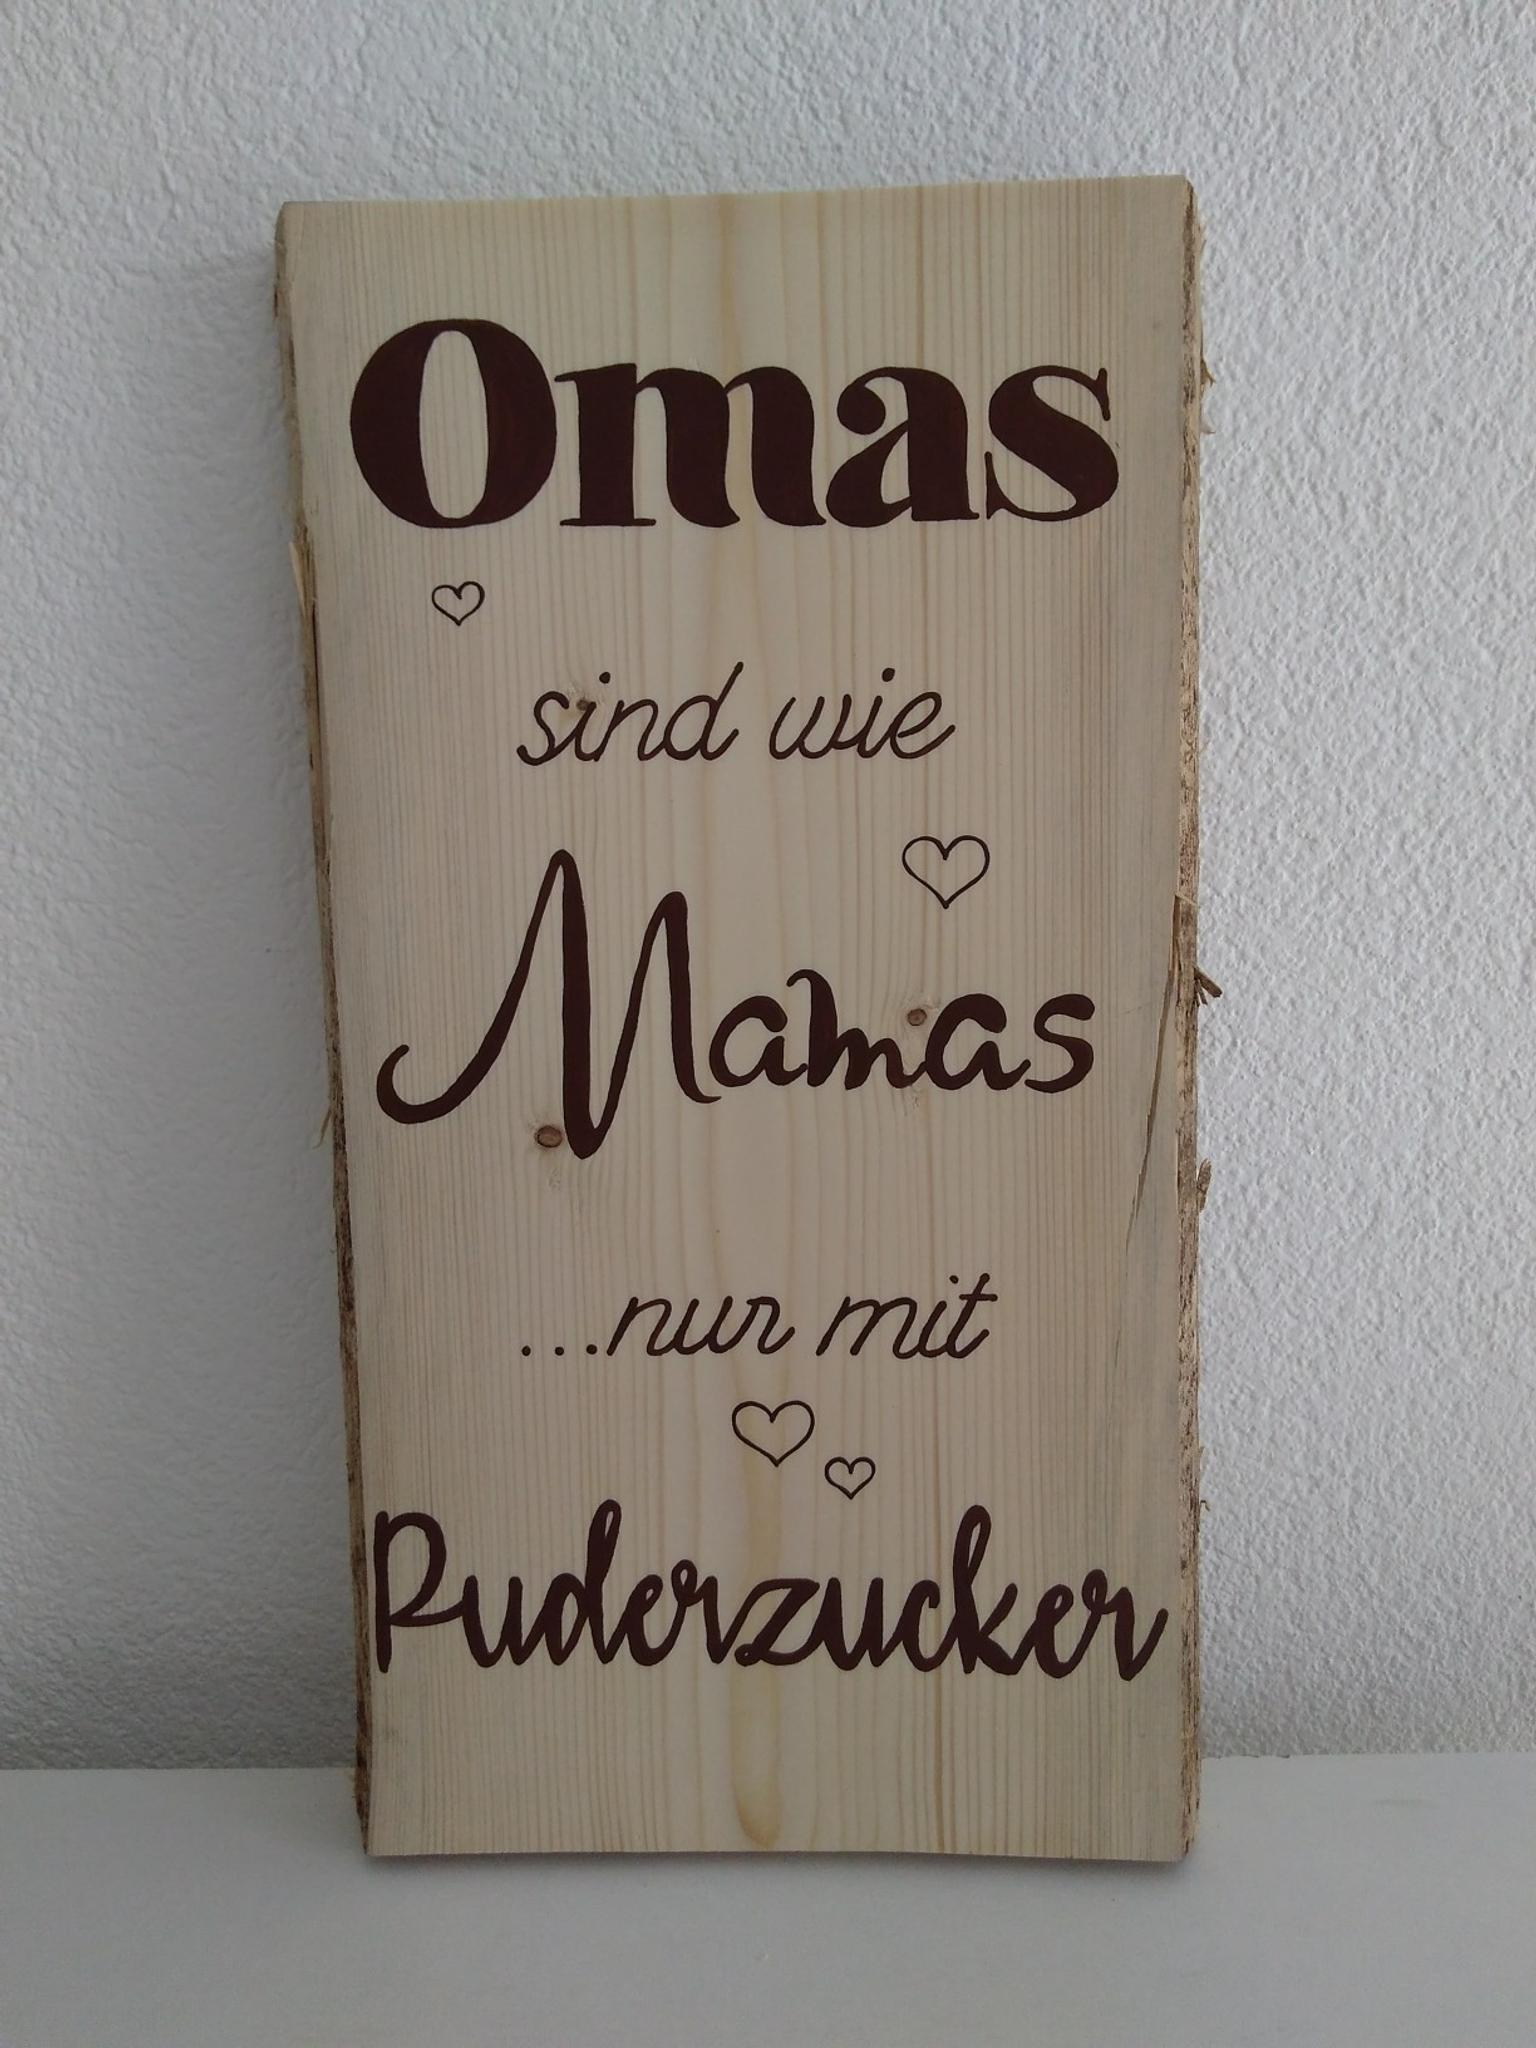 Omas
sind wie
Mamas
...nur mit
Puderzucker